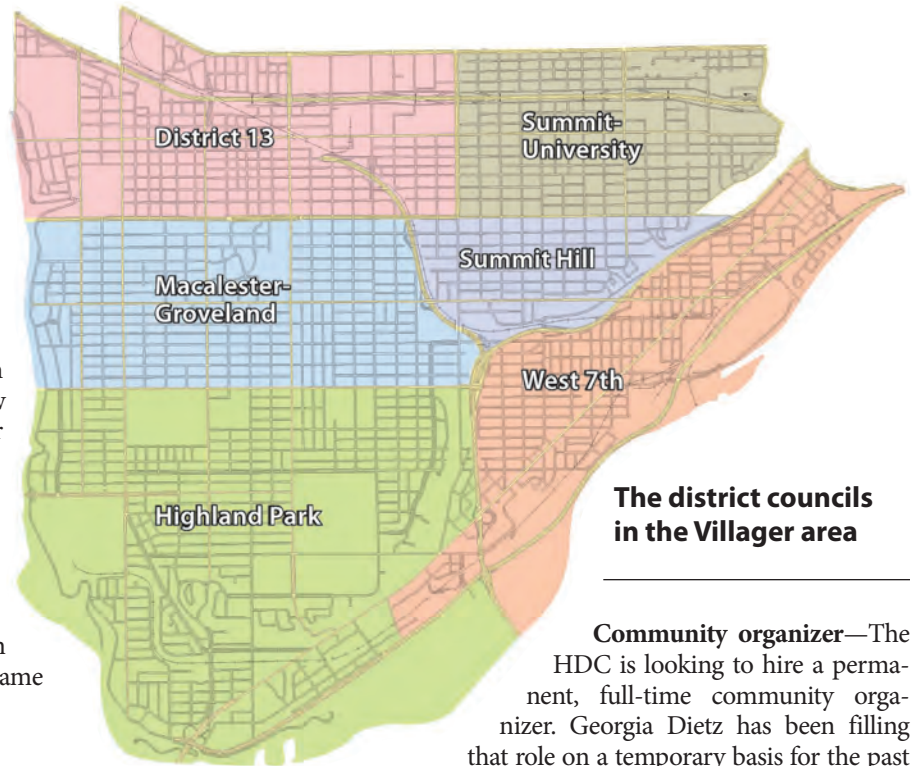 District 13
Summit-
University
Summit Hill
Macalester-
Groveland
West 7th
Highland Park
The district councils
in the Villager area
Community organizer—The
HDC is looking to hire a perma-
nent, full-time community orga-
nizer. Georgia Dietz has been filling
that role on a temporary basis for the past